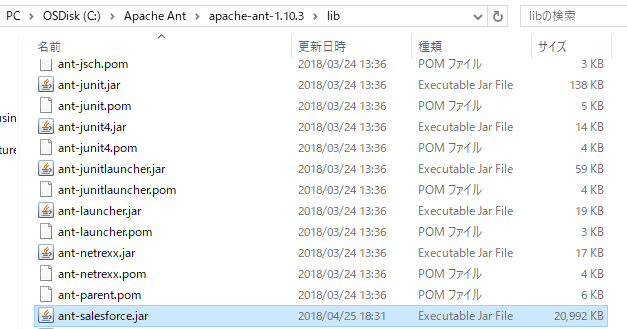 PC > OSDisk (C:) > Apache Ant > apache-ant-1.10.3 > lib libの検索
名前 更新日時 種類 サイズ
ant-jsch.pom 2018/03/24 13:36 POM ファイル 3 KB
ant-junit.jar 2018/03/24 13:36 Executable Jar File 138 KB
ant-junit.pom 2018/03/24 13:36 POM ファイル 5 KB
ant-junit4.jar 2018/03/24 13:36 Executable Jar File 14 KB
ant-junit4.pom 2018/03/24 13:36 POM ファイル 4 KB
ant-junitlauncher.jar 2018/03/24 13:36 Executable Jar File 59 KB
ant-junitlauncher.pom 2018/03/24 13:36 POM ファイル 4 KB
ant-launcher.jar 2018/03/24 13:36 Executable Jar File 19 KB
ant-launcher.pom 2018/03/24 13:36 POM ファイル 3 KB
ant-netrexx.jar 2018/03/24 13:36 Executable Jar File 17 KB
ant-netrexx.pom 2018/03/24 13:36 POM ファイル 4 KB
ant-parent.pom 2018/03/24 13:36 POM ファイル 6 KB
ant-salesforce.jar 2018/04/25 18:31 Executable Jar File 20,992 KB